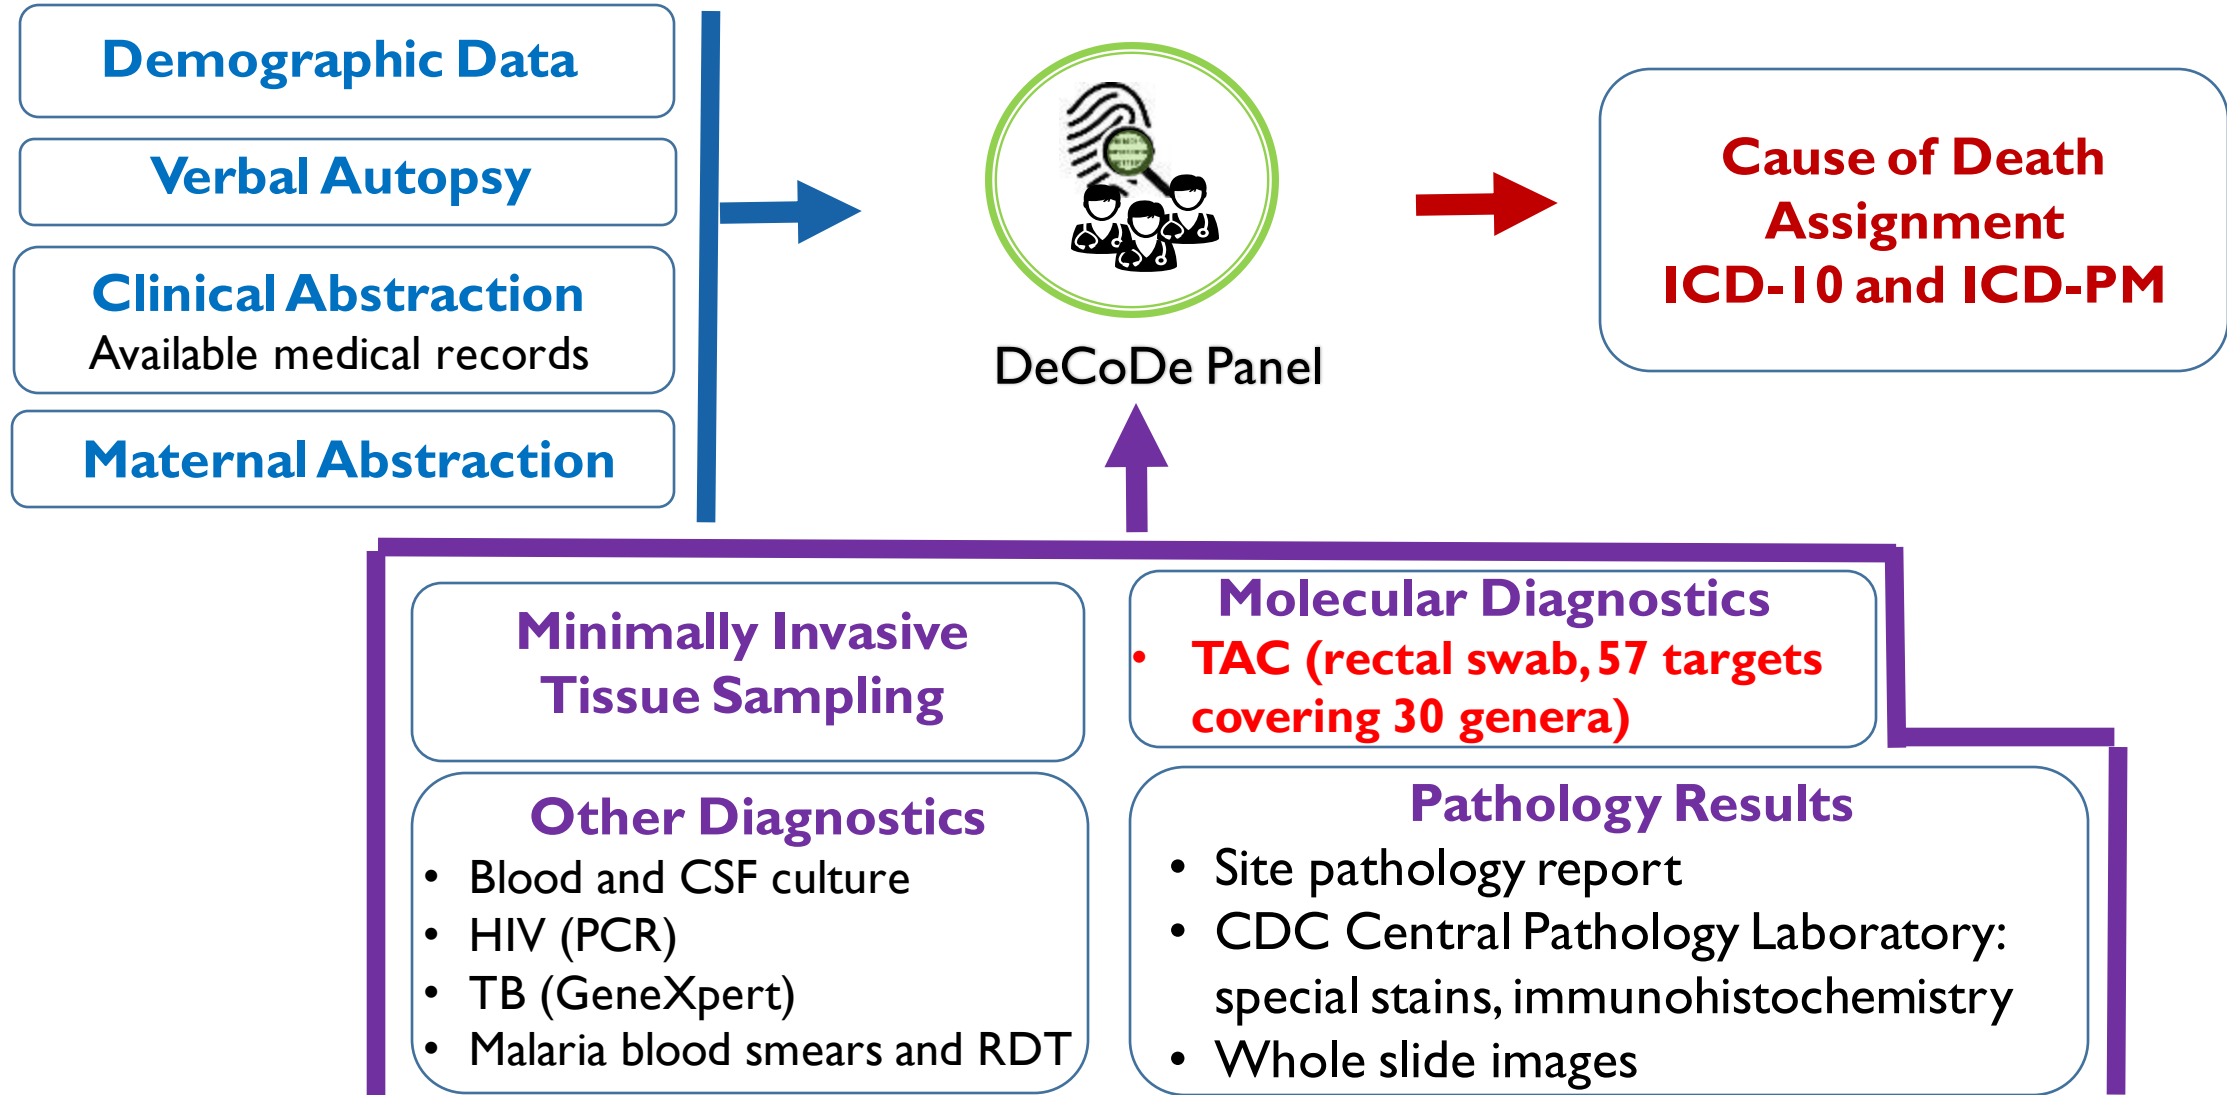 Demographic Data
Verbal Autopsy
Clinical Abstraction
Available medical records
Maternal Abstraction
DeCoDe Panel
Cause of Death
Assignment
ICD-10 and ICD-PM
Minimally Invasive
Tissue Sampling
Molecular Diagnostics
• TAC (rectal swab, 57 targets
covering 30 genera)
Other Diagnostics
• Blood and CSF culture
• HIV (PCR)
• TB (GeneXpert)
• Malaria blood smears and RDT
Pathology Results
• Site pathology report
• CDC Central Pathology Laboratory:
special stains, immunohistochemistry
• Whole slide images